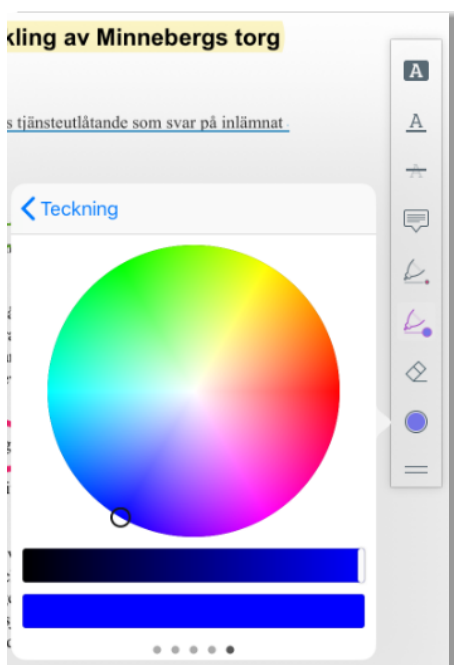 kling av Minnebergs torg
s tjänsteutlåtande som svar på inlämnat
Teckning
A
A
A